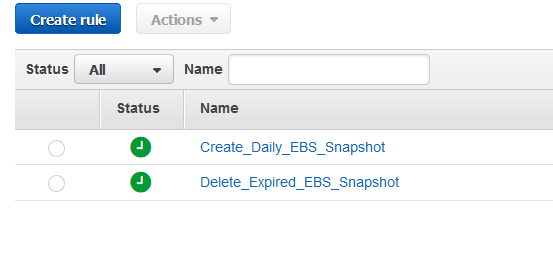 Create rule Actions
Status All Name
Status Name
Create_Daily_EBS_Snapshot
Delete_Expired_EBS_Snapshot